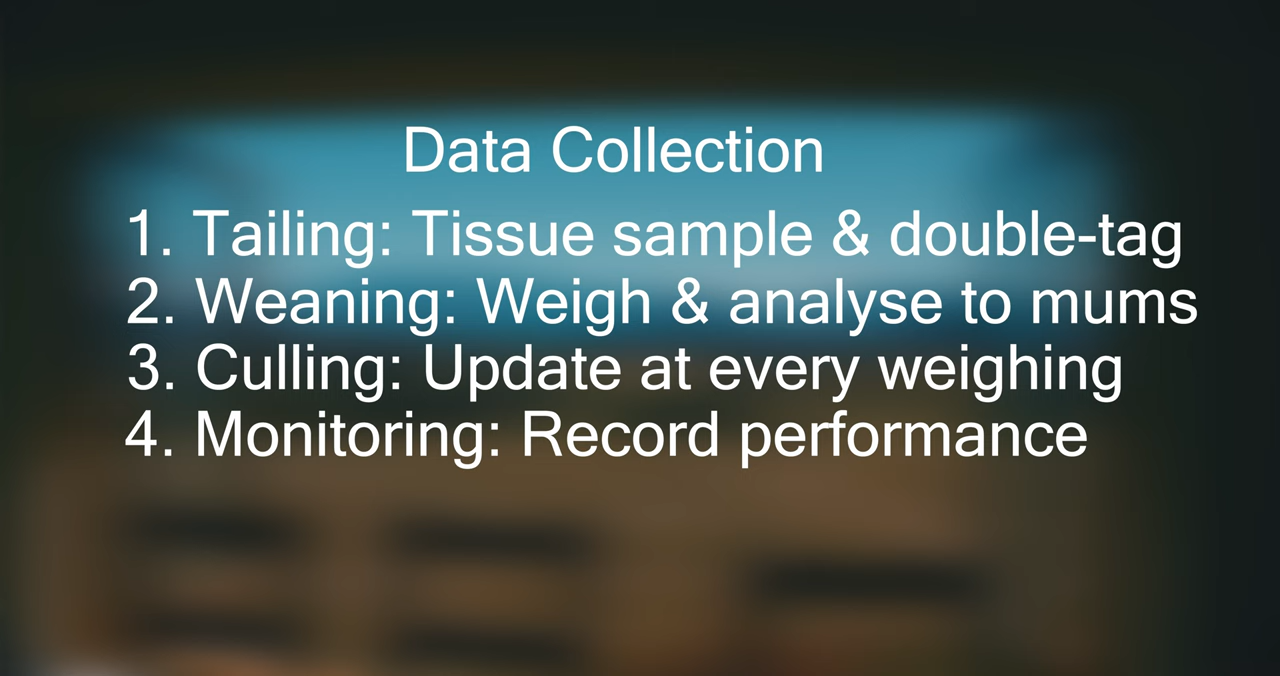 Data Collection
1. Tailing: Tissue sample & double-tag
2. Weaning: Weigh & analyse to mums
3. Culling: Update at every weighing
4. Monitoring: Record performance